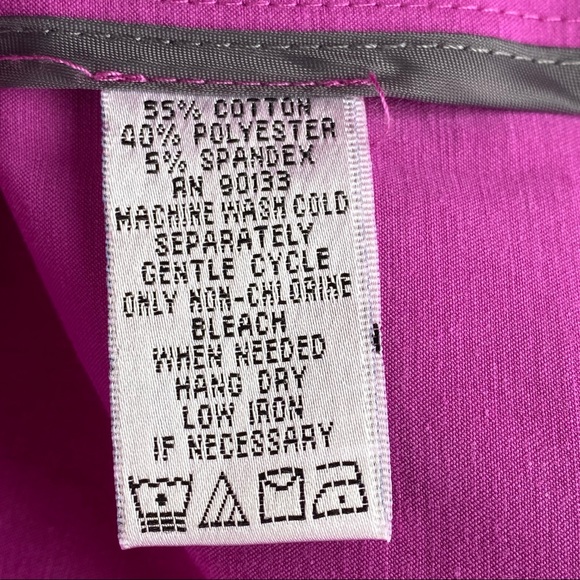 55% COTTON
40% POLYESTER
5% SPANDEX
RN 90133
MACHINE WASH COLD
SEPARATELY
GENTLE CYCLE
ONLY NON-CHLORINE
BLEACH
WHEN NEEDED
HANG DRY
LOW IRON
IF NECESSARY